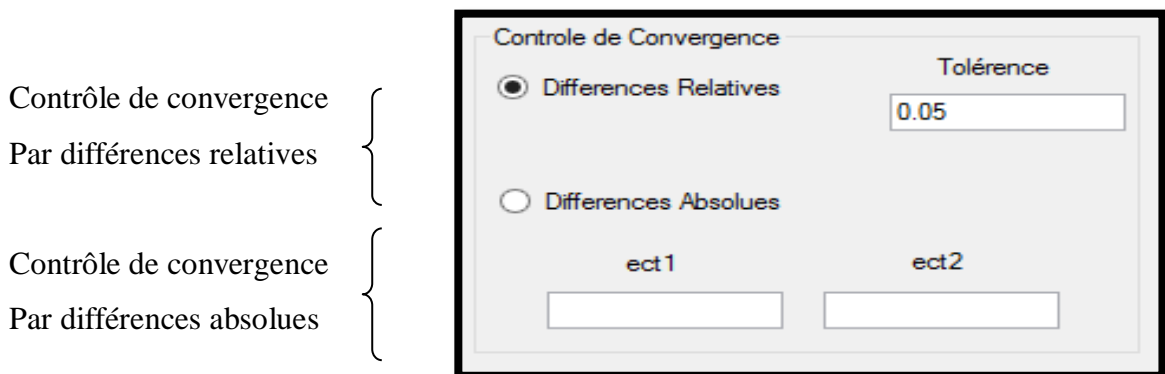 Contrôle de convergence
Par différences relatives
Contrôle de convergence
Par différences absolues
Controle de Convergence
Differences Relatives
Tolérence
0.05
Differences Absolues
ect1
ect2